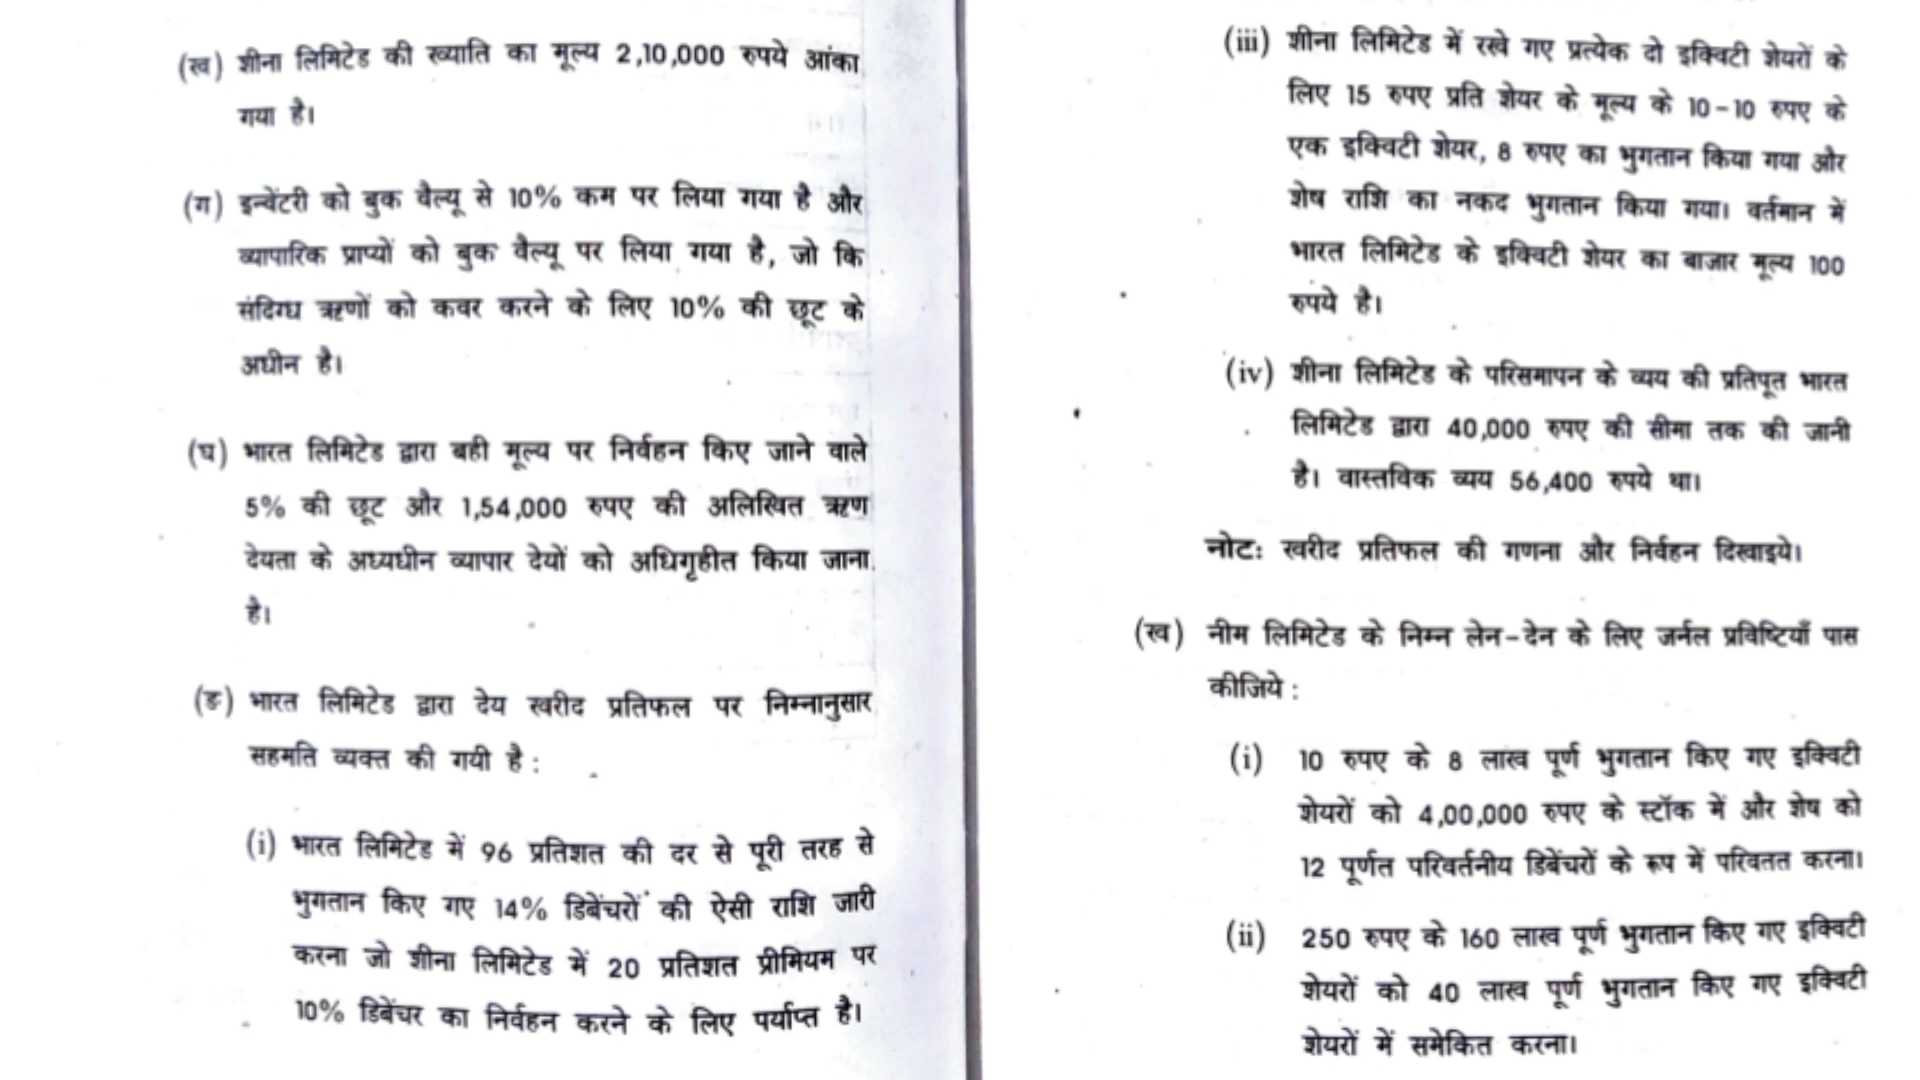 (ख) शीना लिमिटेड की ख्याति का मूल्य 2,10,000 रुपये आंका
गया है।
(ग) इन्वेंटरी को बुक वैल्यू से 10% कम पर लिया गया है और
व्यापारिक प्राप्यों को बुक वैल्यू पर लिया गया है, जो कि
संदिग्ध ऋणों को कवर करने के लिए 10% की छूट के
अधीन है।
(घ) भारत लिमिटेड द्वारा बही मूल्य पर निर्वहन किए जाने वाले
5% की छूट और 1,54,000 रुपए की अलिखित ऋण
देयता के अध्यधीन व्यापार देयों को अधिगृहीत किया जाना
है।
(ङ) भारत लिमिटेड द्वारा देय खरीद प्रतिफल पर निम्नानुसार
सहमति व्यक्त की गयी है :
(i) भारत लिमिटेड में 96 प्रतिशत की दर से पूरी तरह से
भुगतान किए गए 14% डिबेंचरों की ऐसी राशि जारी
करना जो शीना लिमिटेड में 20 प्रतिशत प्रीमियम पर
10% डिबेंचर का निर्वहन करने के लिए पर्याप्त है।
(iii) शीना लिमिटेड में रखे गए प्रत्येक दो इक्विटी शेयरों के
लिए 15 रुपए प्रति शेयर के मूल्य के 10-10 रुपए के
एक इक्विटी शेयर, 8 रुपए का भुगतान किया गया और
शेष राशि का नकद भुगतान किया गया। वर्तमान में
भारत लिमिटेड के इक्विटी शेयर का बाजार मूल्य 100
रुपये है।
(iv) शीना लिमिटेड के परिसमापन के व्यय की प्रतिपूत भारत
लिमिटेड द्वारा 40,000 रुपए की सीमा तक की जानी
है। वास्तविक व्यय 56,400 रुपये था।
नोटः खरीद प्रतिफल की गणना और निर्वहन दिखाइये।
(ख) नीम लिमिटेड के निम्न लेन-देन के लिए जर्नल प्रविष्टियाँ पास
कीजिये :
(i) 10 रुपए के 8 लाख पूर्ण भुगतान किए गए इक्विटी
शेयरों को 4,00,000 रुपए के स्टॉक में और शेष को
12 पूर्णत परिवर्तनीय डिबेंचरों के रूप में परिवतत करना।
(ii) 250 रुपए के 160 लाख पूर्ण भुगतान किए गए इक्विटी
शेयरों को 40 लाख पूर्ण भुगतान किए गए इक्विटी
शेयरों में समेकित करना।